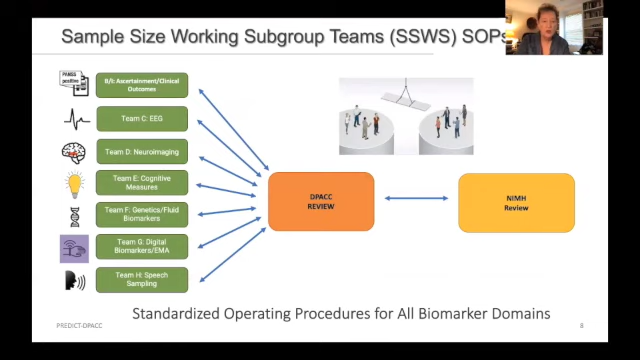 Sample Size Working Subgroup Teams (SSWS) SOPs
PANSS
positive
B/I: Ascertainment/Clinical
Outcomes
Team C: EEG
Team D: Neuroimaging
Team E: Cognitive
Measures
Team F: Genetics/Fluid
Biomarkers
Team G: Digital
Biomarkers/EMA
Team H: Speech
Sampling
DPACC
REVIEW
NIMH
Review
Standardized Operating Procedures for All Biomarker Domains
PREDICT-DPACC
8